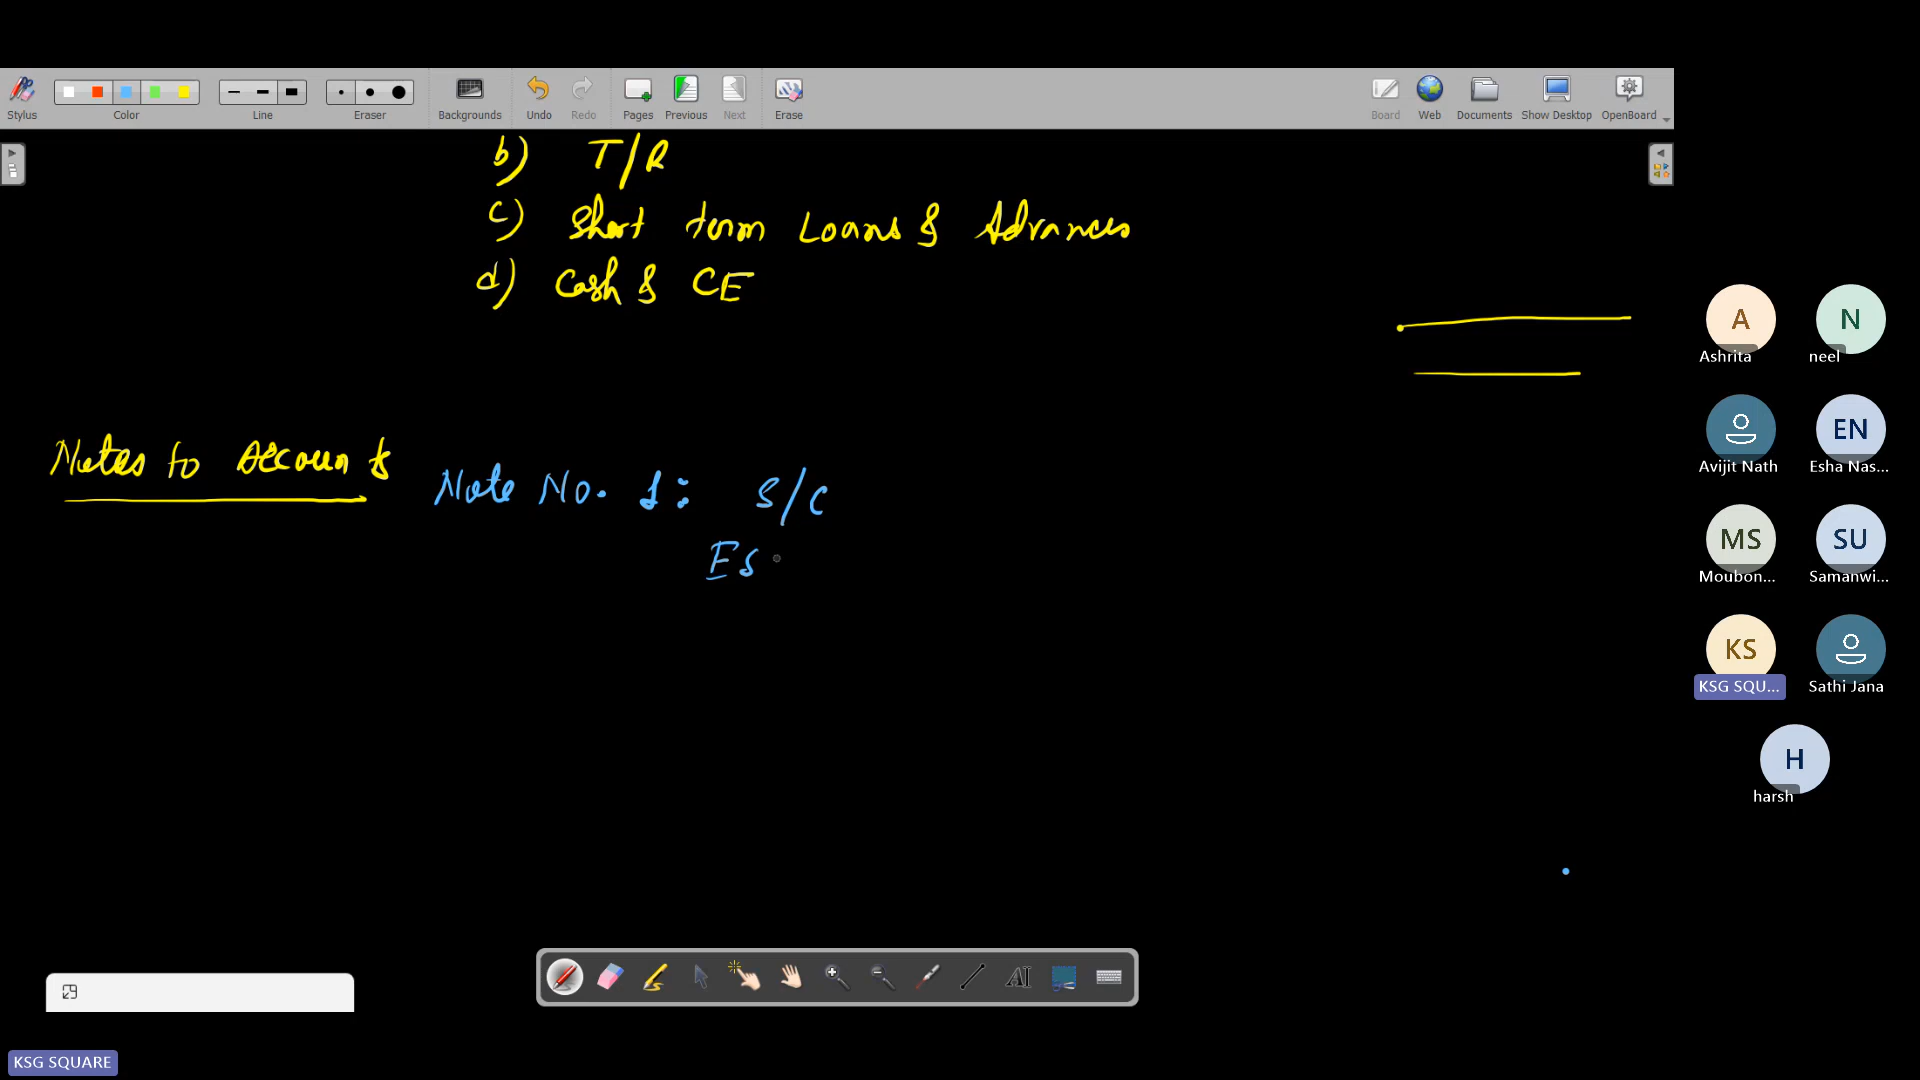 Stylus Color Line Eraser Backgrounds Undo Redo Pages Previous Next Erase Board Web Documents Show Desktop OpenBoard
b) T/R
c) Short term Loans & Advances
d) Cash & CE
Notes to Accounts
Note No. 1: S/C
ES
A N
Ashrita neel
EN
Avijit Nath Esha Nas...
MS SU
Moubon... Samanwi...
KS
KSG SQU... Sathi Jana
H
harsh
AI
KSG SQUARE